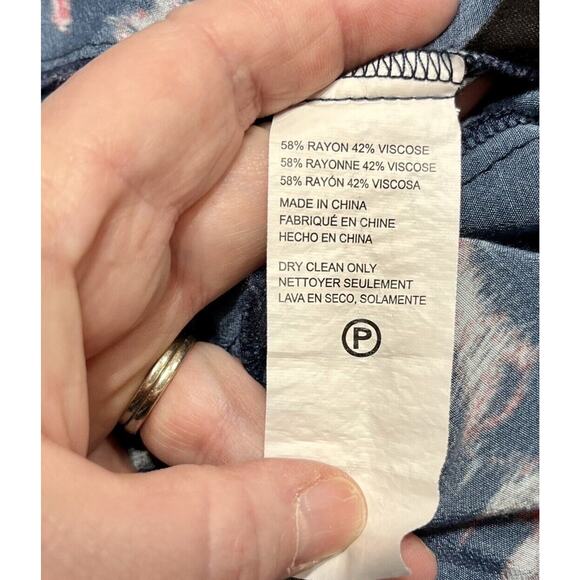 58% RAYON 42% VISCOSE
58% RAYONNE 42% VISCOSE
58% RAYÓN 42% VISCOSA
MADE IN CHINA
FABRIQUÉ EN CHINE
HECHO EN CHINA
DRY CLEAN ONLY
NETTOYER SEULEMENT
LAVA EN SECO, SOLAMENTE
P